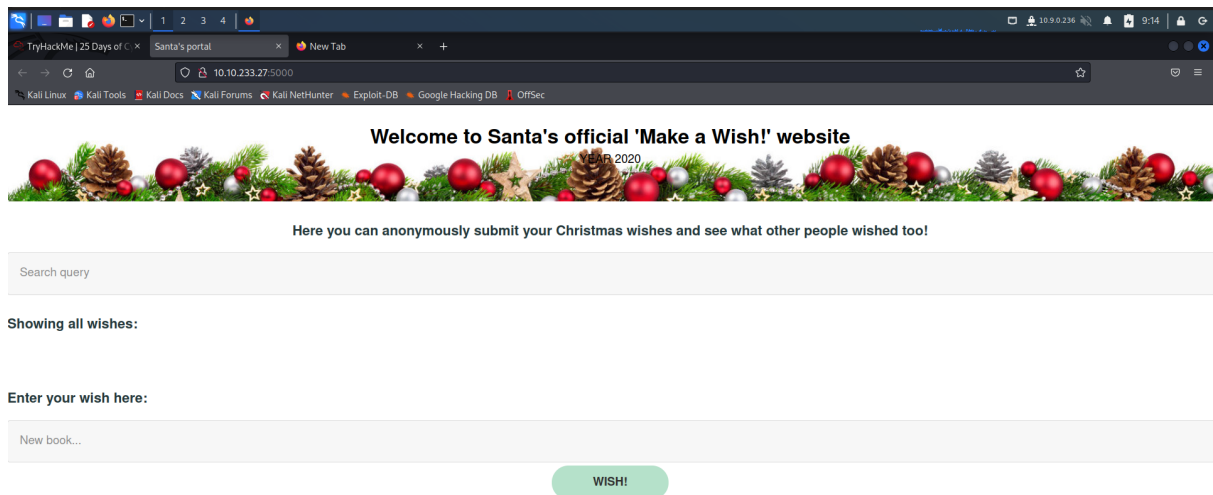 1 2 3 4 10.9.0.236 9:14
TryHackMe | 25 Days of C Santa's portal New Tab
10.10.233.27:5000
Kali Linux Kali Tools Kali Docs Kali Forums Kali NetHunter Exploit-DB Google Hacking DB OffSec
Welcome to Santa's official 'Make a Wish!' website
YEAR 2020
Here you can anonymously submit your Christmas wishes and see what other people wished too!
Search query
Showing all wishes:
Enter your wish here:
New book...
WISH!